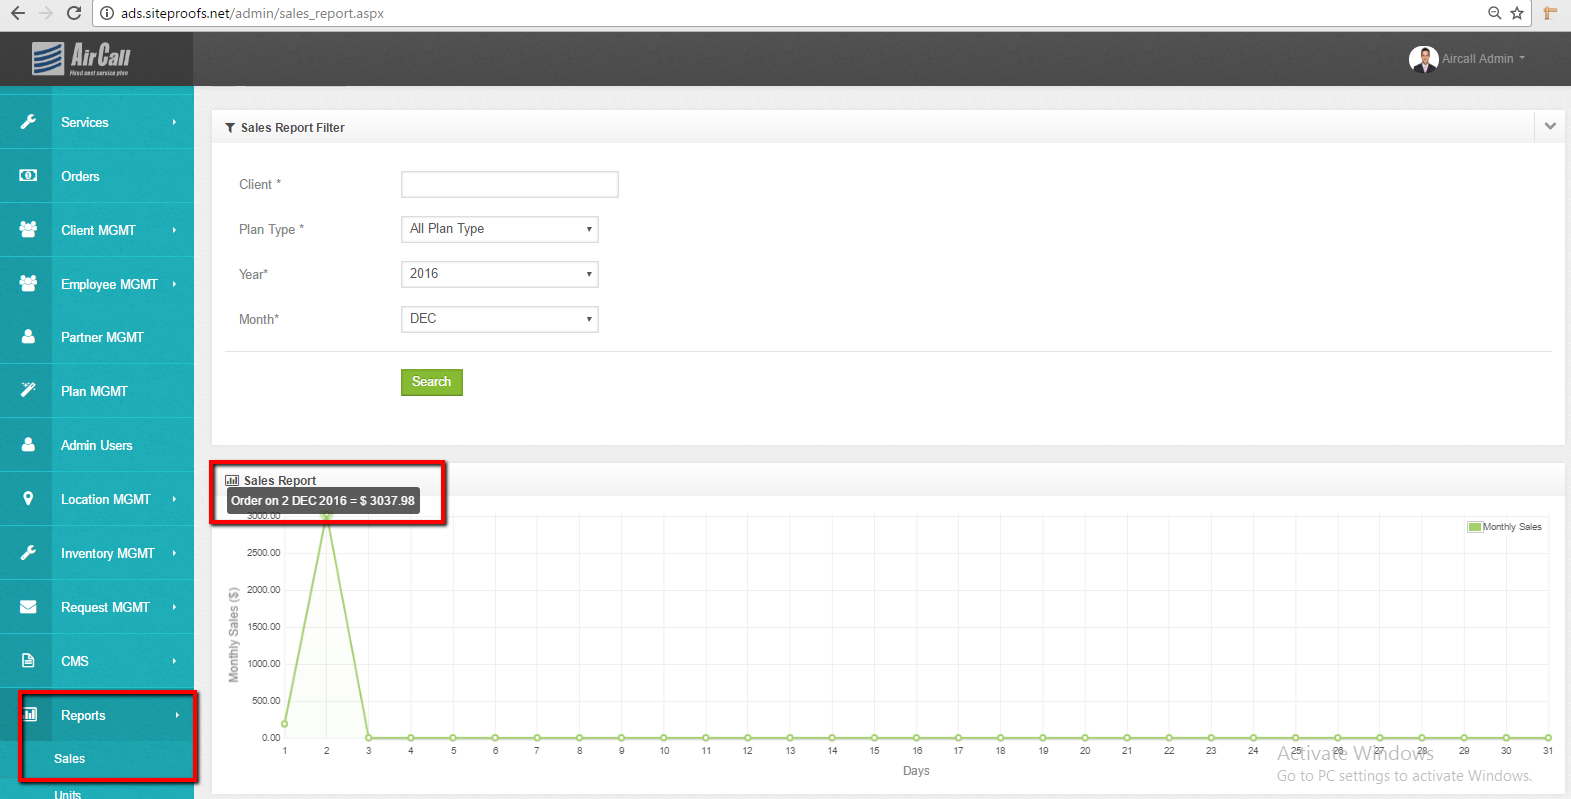 ads.siteproofs.net/admin/sales_report.aspx
AirCall
Fixed cost service plan
Aircall Admin
Services
Orders
Client MGMT
Employee MGMT
Partner MGMT
Plan MGMT
Admin Users
Location MGMT
Inventory MGMT
Request MGMT
CMS
Reports
Sales
Units
Sales Report Filter
Client *
Plan Type *
All Plan Type
Year*
2016
Month*
DEC
Search
Sales Report
Order on 2 DEC 2016 = $ 3037.98
Monthly Sales
Monthly Sales ($)
3000.00
2500.00
2000.00
1500.00
1000.00
500.00
0.00
1 2 3 4 5 6 7 8 9 10 11 12 13 14 15 16 17 18 19 20 21 22 23 24 25 26 27 28 29 30 31
Days
Activate Windows
Go to PC settings to activate Windows.